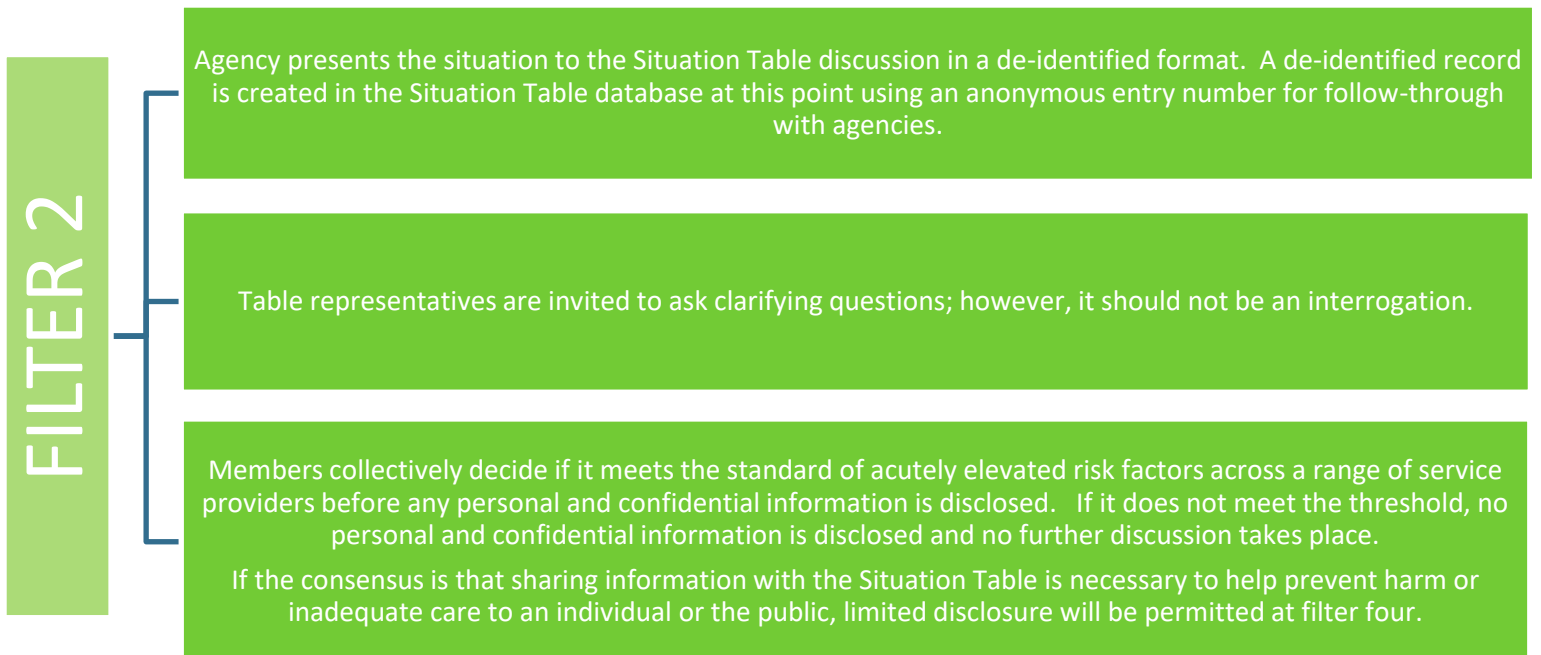 FILTER 2
Agency presents the situation to the Situation Table discussion in a de-identified format.  A de-identified record
is created in the Situation Table database at this point using an anonymous entry number for follow-through
with agencies.
Table representatives are invited to ask clarifying questions; however, it should not be an interrogation.
Members collectively decide if it meets the standard of acutely elevated risk factors across a range of service
providers before any personal and confidential information is disclosed.   If it does not meet the threshold, no
personal and confidential information is disclosed and no further discussion takes place.
If the consensus is that sharing information with the Situation Table is necessary to help prevent harm or
inadequate care to an individual or the public, limited disclosure will be permitted at filter four.